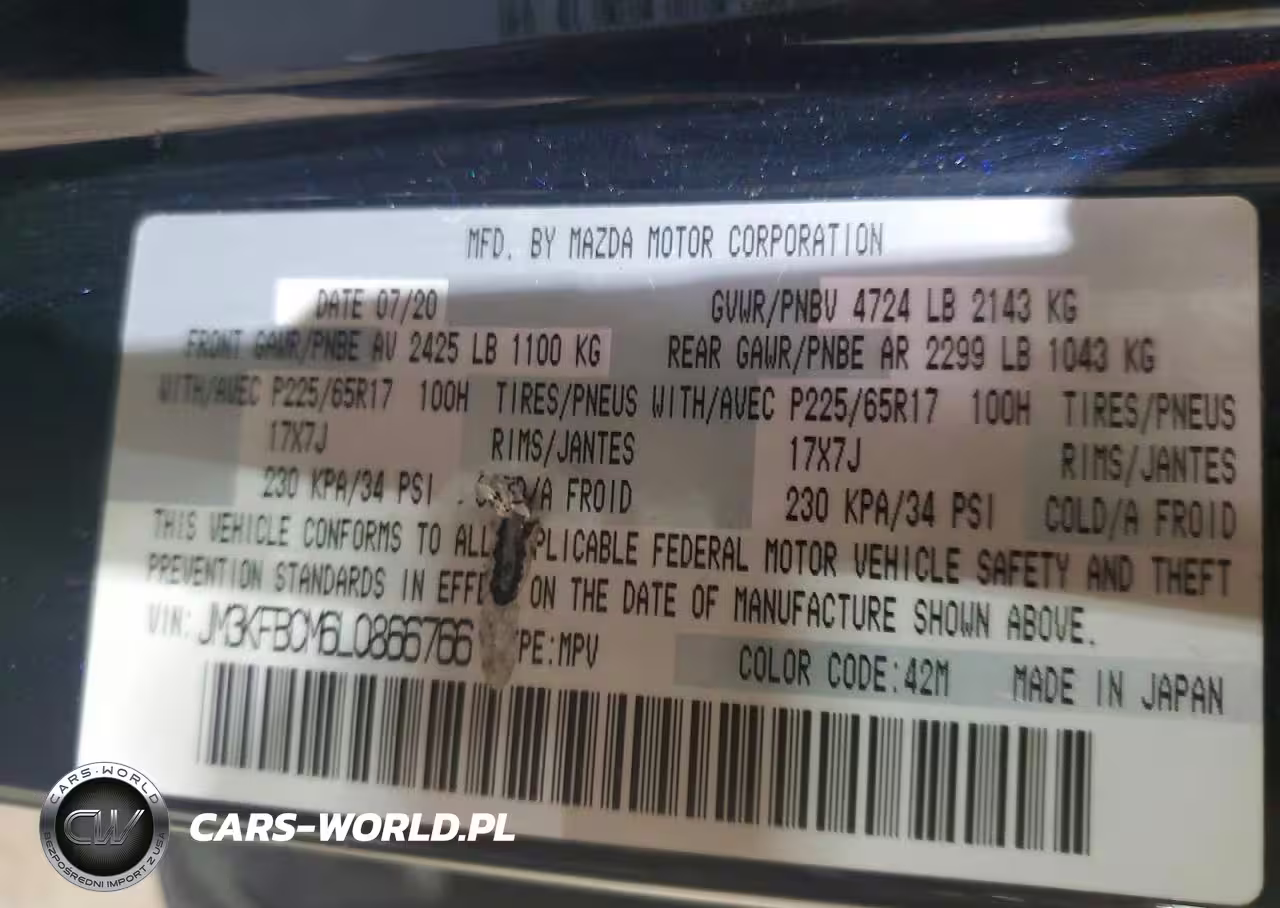 MFD. BY MAZDA MOTOR CORPORATION
DATE 07/20 GVWR/PNBV 4724 LB 2143 KG
FRONT GAWR/PNBE AV 2425 LB 1100 KG REAR GAWR/PNBE AR 2299 LB 1043 KG
WITH/AVEC P225/65R17 100H TIRES/PNEUS WITH/AVEC P225/65R17 100H TIRES/PNEUS
17X7J RIMS/JANTES 17X7J RIMS/JANTES
230 KPA/34 PSI /A FROID 230 KPA/34 PSI COLD/A FROID
THIS VEHICLE CONFORMS TO ALL PLICABLE FEDERAL MOTOR VEHICLE SAFETY AND THEFT
PREVENTION STANDARDS IN EFFE ON THE DATE OF MANUFACTURE SHOWN ABOVE.
VIN: JM3KFBCM6L0866766 PE:MPV COLOR CODE:42M MADE IN JAPAN
CARS-WORLD
CW
BEZPOŚREDNI IMPORT Z USA
CARS-WORLD.PL